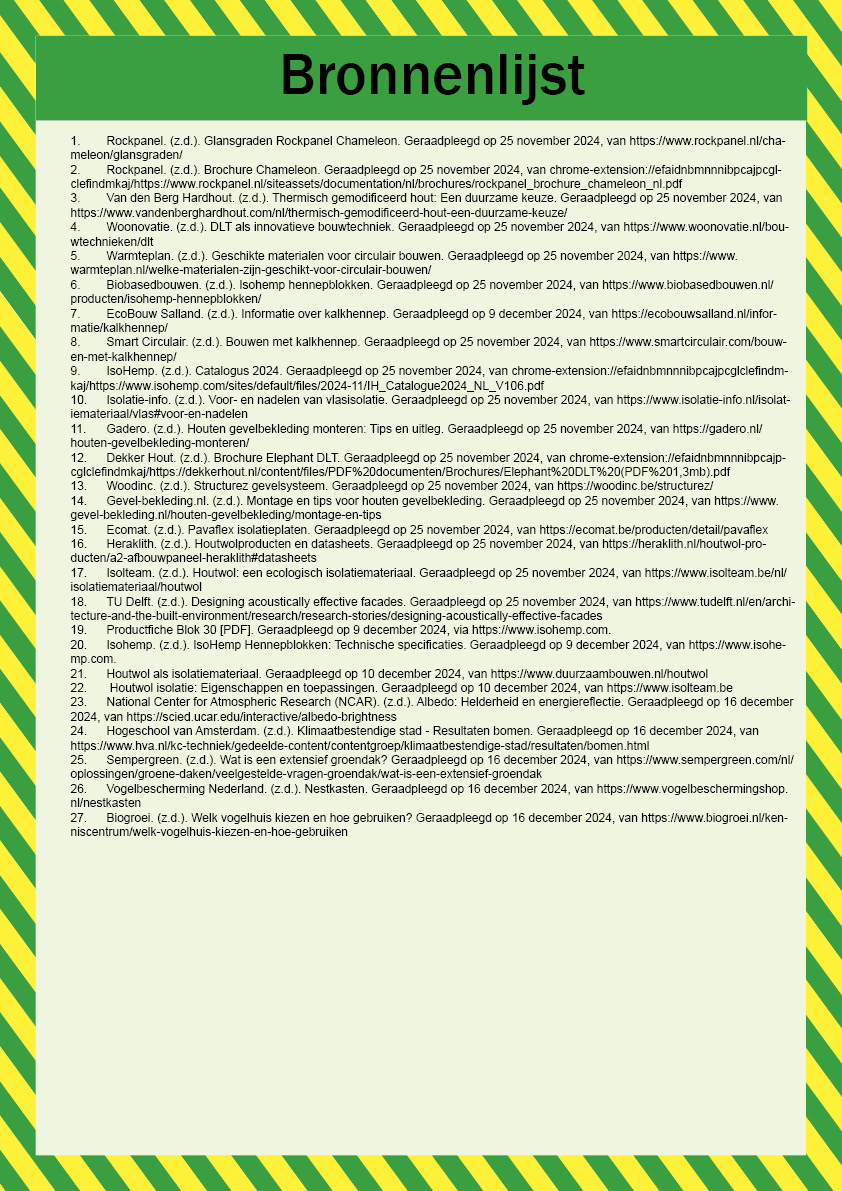 Bronnenlijst
1. Rockpanel. (z.d.). Glansgraden Rockpanel Chameleon. Geraadpleegd op 25 november 2024, van https://www.rockpanel.nl/cha-
meleon/glansgraden/
2. Rockpanel. (z.d.). Brochure Chameleon. Geraadpleegd op 25 november 2024, van chrome-extension://efaidnbmnnnibpcajpcgl-
clefindmkaj/https://www.rockpanel.nl/siteassets/documentation/nl/brochures/rockpanel_brochure_chameleon_nl.pdf
3. Van den Berg Hardhout. (z.d.). Thermisch gemodificeerd hout: Een duurzame keuze. Geraadpleegd op 25 november 2024, van
https://www.vandenberghardhout.com/nl/thermisch-gemodificeerd-hout-een-duurzame-keuze/
4. Woonovatie. (z.d.). DLT als innovatieve bouwtechniek. Geraadpleegd op 25 november 2024, van https://www.woonovatie.nl/bou-
wtechnieken/dlt
5. Warmteplan. (z.d.). Geschikte materialen voor circulair bouwen. Geraadpleegd op 25 november 2024, van https://www.
warmteplan.nl/welke-materialen-zijn-geschikt-voor-circulair-bouwen/
6. Biobasedbouwen. (z.d.). Isohemp hennepblokken. Geraadpleegd op 25 november 2024, van https://www.biobasedbouwen.nl/
producten/isohemp-hennepblokken/
7. EcoBouw Salland. (z.d.). Informatie over kalkhennep. Geraadpleegd op 9 december 2024, van https://ecobouwsalland.nl/infor-
matie/kalkhennep/
8. Smart Circulair. (z.d.). Bouwen met kalkhennep. Geraadpleegd op 25 november 2024, van https://www.smartcirculair.com/bouw-
en-met-kalkhennep/
9. IsoHemp. (z.d.). Catalogus 2024. Geraadpleegd op 25 november 2024, van chrome-extension://efaidnbmnnnibpcajpcglclefindm-
kaj/https://www.isohemp.com/sites/default/files/2024-11/IH_Catalogue2024_NL_V106.pdf
10. Isolatie-info. (z.d.). Voor- en nadelen van vlasisolatie. Geraadpleegd op 25 november 2024, van https://www.isolatie-info.nl/isolat-
iemateriaal/vlas#voor-en-nadelen
11. Gadero. (z.d.). Houten gevelbekleding monteren: Tips en uitleg. Geraadpleegd op 25 november 2024, van https://gadero.nl/
houten-gevelbekleding-monteren/
12. Dekker Hout. (z.d.). Brochure Elephant DLT. Geraadpleegd op 25 november 2024, van chrome-extension://efaidnbmnnnibpcajp-
cglclefindmkaj/https://dekkerhout.nl/content/files/PDF%20documenten/Brochures/Elephant%20DLT%20(PDF%201,3mb).pdf
13. Woodinc. (z.d.). Structurez gevelsysteem. Geraadpleegd op 25 november 2024, van https://woodinc.be/structurez/
14. Gevel-bekleding.nl. (z.d.). Montage en tips voor houten gevelbekleding. Geraadpleegd op 25 november 2024, van https://www.
gevel-bekleding.nl/houten-gevelbekleding/montage-en-tips
15. Ecomat. (z.d.). Pavaflex isolatieplaten. Geraadpleegd op 25 november 2024, van https://ecomat.be/producten/detail/pavaflex
16. Heraklith. (z.d.). Houtwolproducten en datasheets. Geraadpleegd op 25 november 2024, van https://heraklith.nl/houtwol-pro-
ducten/a2-afbouwpaneel-heraklith#datasheets
17. Isolteam. (z.d.). Houtwol: een ecologisch isolatiemateriaal. Geraadpleegd op 25 november 2024, van https://www.isolteam.be/nl/
isolatiemateriaal/houtwol
18. TU Delft. (z.d.). Designing acoustically effective facades. Geraadpleegd op 25 november 2024, van https://www.tudelft.nl/en/archi-
tecture-and-the-built-environment/research/research-stories/designing-acoustically-effective-facades
19. Productfiche Blok 30 [PDF]. Geraadpleegd op 9 december 2024, via https://www.isohemp.com.
20. Isohemp. (z.d.). IsoHemp Hennepblokken: Technische specificaties. Geraadpleegd op 9 december 2024, van https://www.isohe-
mp.com.
21. Houtwol als isolatiemateriaal. Geraadpleegd op 10 december 2024, van https://www.duurzaambouwen.nl/houtwol
22. Houtwol isolatie: Eigenschappen en toepassingen. Geraadpleegd op 10 december 2024, van https://www.isolteam.be
23. National Center for Atmospheric Research (NCAR). (z.d.). Albedo: Helderheid en energiereflectie. Geraadpleegd op 16 december
2024, van https://scied.ucar.edu/interactive/albedo-brightness
24. Hogeschool van Amsterdam. (z.d.). Klimaatbestendige stad - Resultaten bomen. Geraadpleegd op 16 december 2024, van
https://www.hva.nl/kc-techniek/gedeelde-content/contentgroep/klimaatbestendige-stad/resultaten/bomen.html
25. Sempergreen. (z.d.). Wat is een extensief groendak? Geraadpleegd op 16 december 2024, van https://www.sempergreen.com/nl/
oplossingen/groene-daken/veelgestelde-vragen-groendak/wat-is-een-extensief-groendak
26. Vogelbescherming Nederland. (z.d.). Nestkasten. Geraadpleegd op 16 december 2024, van https://www.vogelbeschermingshop.
nl/nestkasten
27. Biogroei. (z.d.). Welk vogelhuis kiezen en hoe gebruiken? Geraadpleegd op 16 december 2024, van https://www.biogroei.nl/ken-
niscentrum/welk-vogelhuis-kiezen-en-hoe-gebruiken